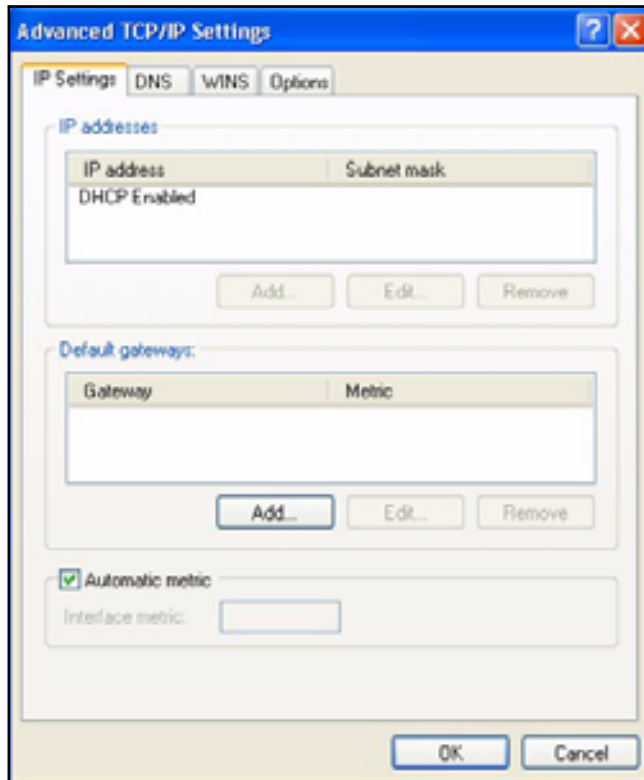 Advanced TCP/IP Settings
IP Settings DNS WINS Options
IP addresses
IP address Subnet mask
DHCP Enabled
Add... Edit... Remove
Default gateways:
Gateway Metric
Add... Edit... Remove
Automatic metric
Interface metric:
OK Cancel